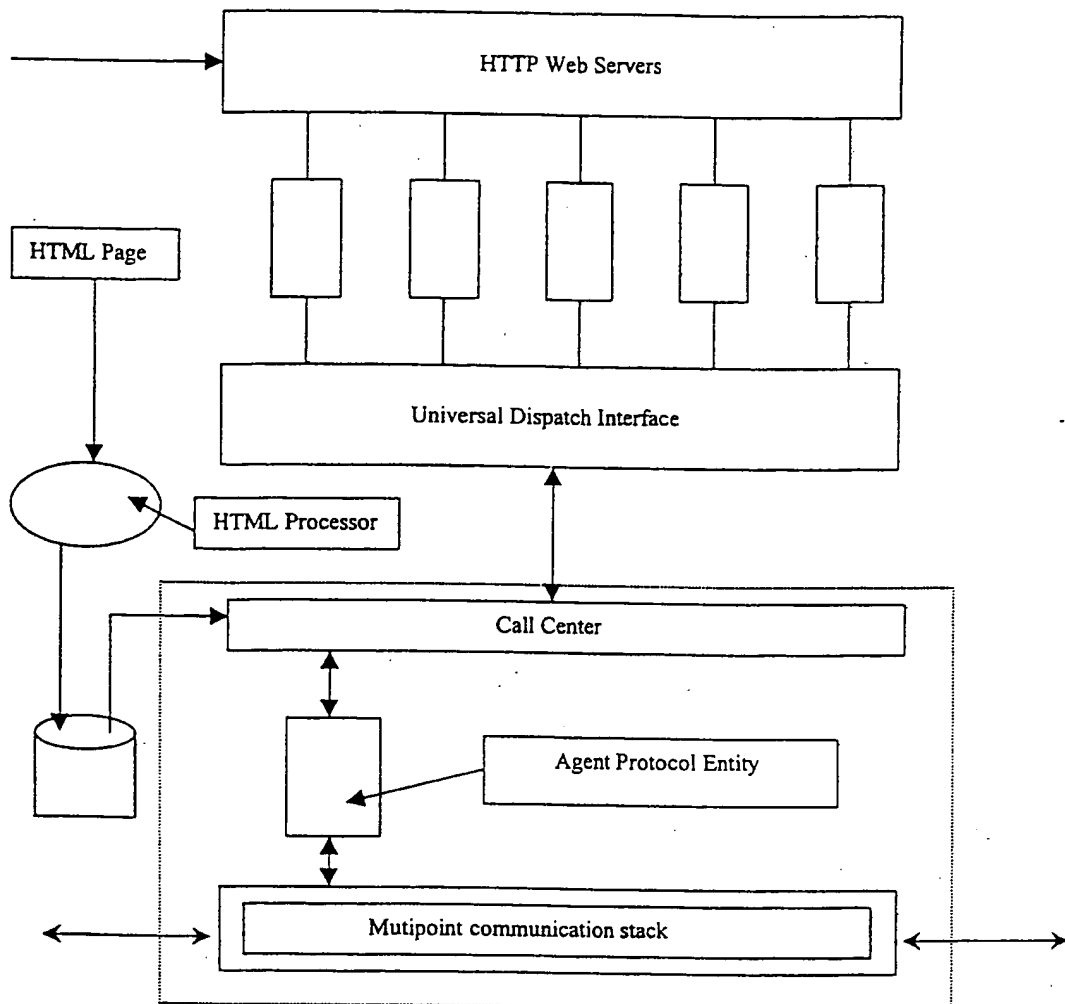 HTTP Web Servers
HTML Page
Universal Dispatch Interface
HTML Processor
Call Center
Agent Protocol Entity
Mutipoint communication stack